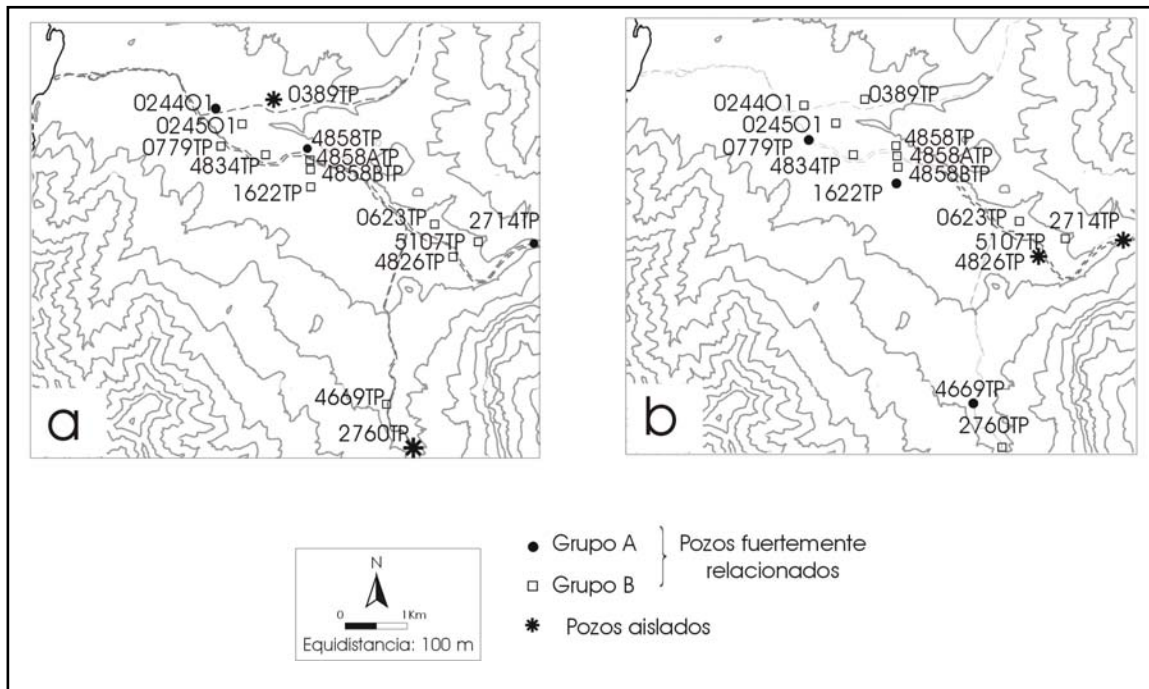 0244O1
0389TP
0245O1
0779TP
4858TP
4834TP
4858ATP
4858BTP
1622TP
0623TP
2714TP
5107TP
4826TP
4669TP
2760TP
a
0244O1
0389TP
0245O1
0779TP
4858TP
4834TP
4858ATP
4858BTP
1622TP
0623TP
2714TP
5107TP
4826TP
4669TP
2760TP
b
N
0 1Km
Equidistancia: 100 m
Grupo A
Grupo B
Pozos fuertemente
relacionados
Pozos aislados